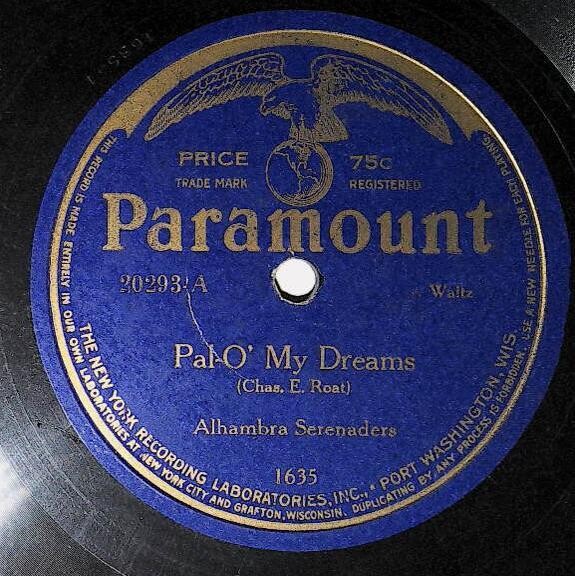 PRICE 75c
TRADE MARK REGISTERED
Paramount
20293-A Waltz
Pal-O' My Dreams
(Chas. E. Roat)
Alhambra Serenaders
1635
THE NEW YORK RECORDING LABORATORIES, INC., PORT WASHINGTON, WIS.
THIS RECORD IS MADE ENTIRELY IN OUR OWN LABORATORIES AT NEW YORK CITY AND GRAFTON, WISCONSIN. DUPLICATING BY ANY PROCESS IS FORBIDDEN. USE A NEW NEEDLE FOR EACH PLAYING.